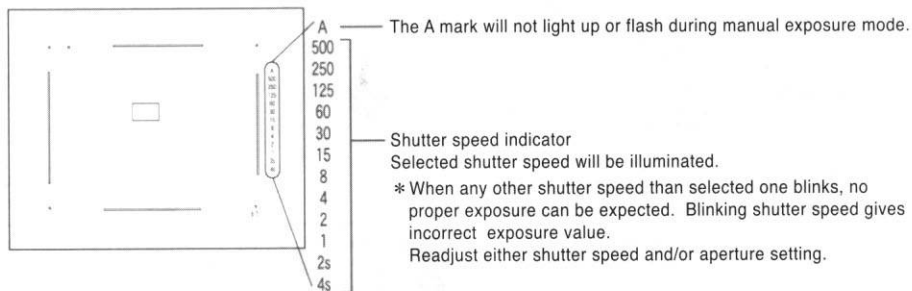 A
The A mark will not light up or flash during manual exposure mode.
500
250
125
60
30
15
8
4
2
1
2s
4s
Shutter speed indicator
Selected shutter speed will be illuminated.
* When any other shutter speed than selected one blinks, no
proper exposure can be expected. Blinking shutter speed gives
incorrect exposure value.
Readjust either shutter speed and/or aperture setting.